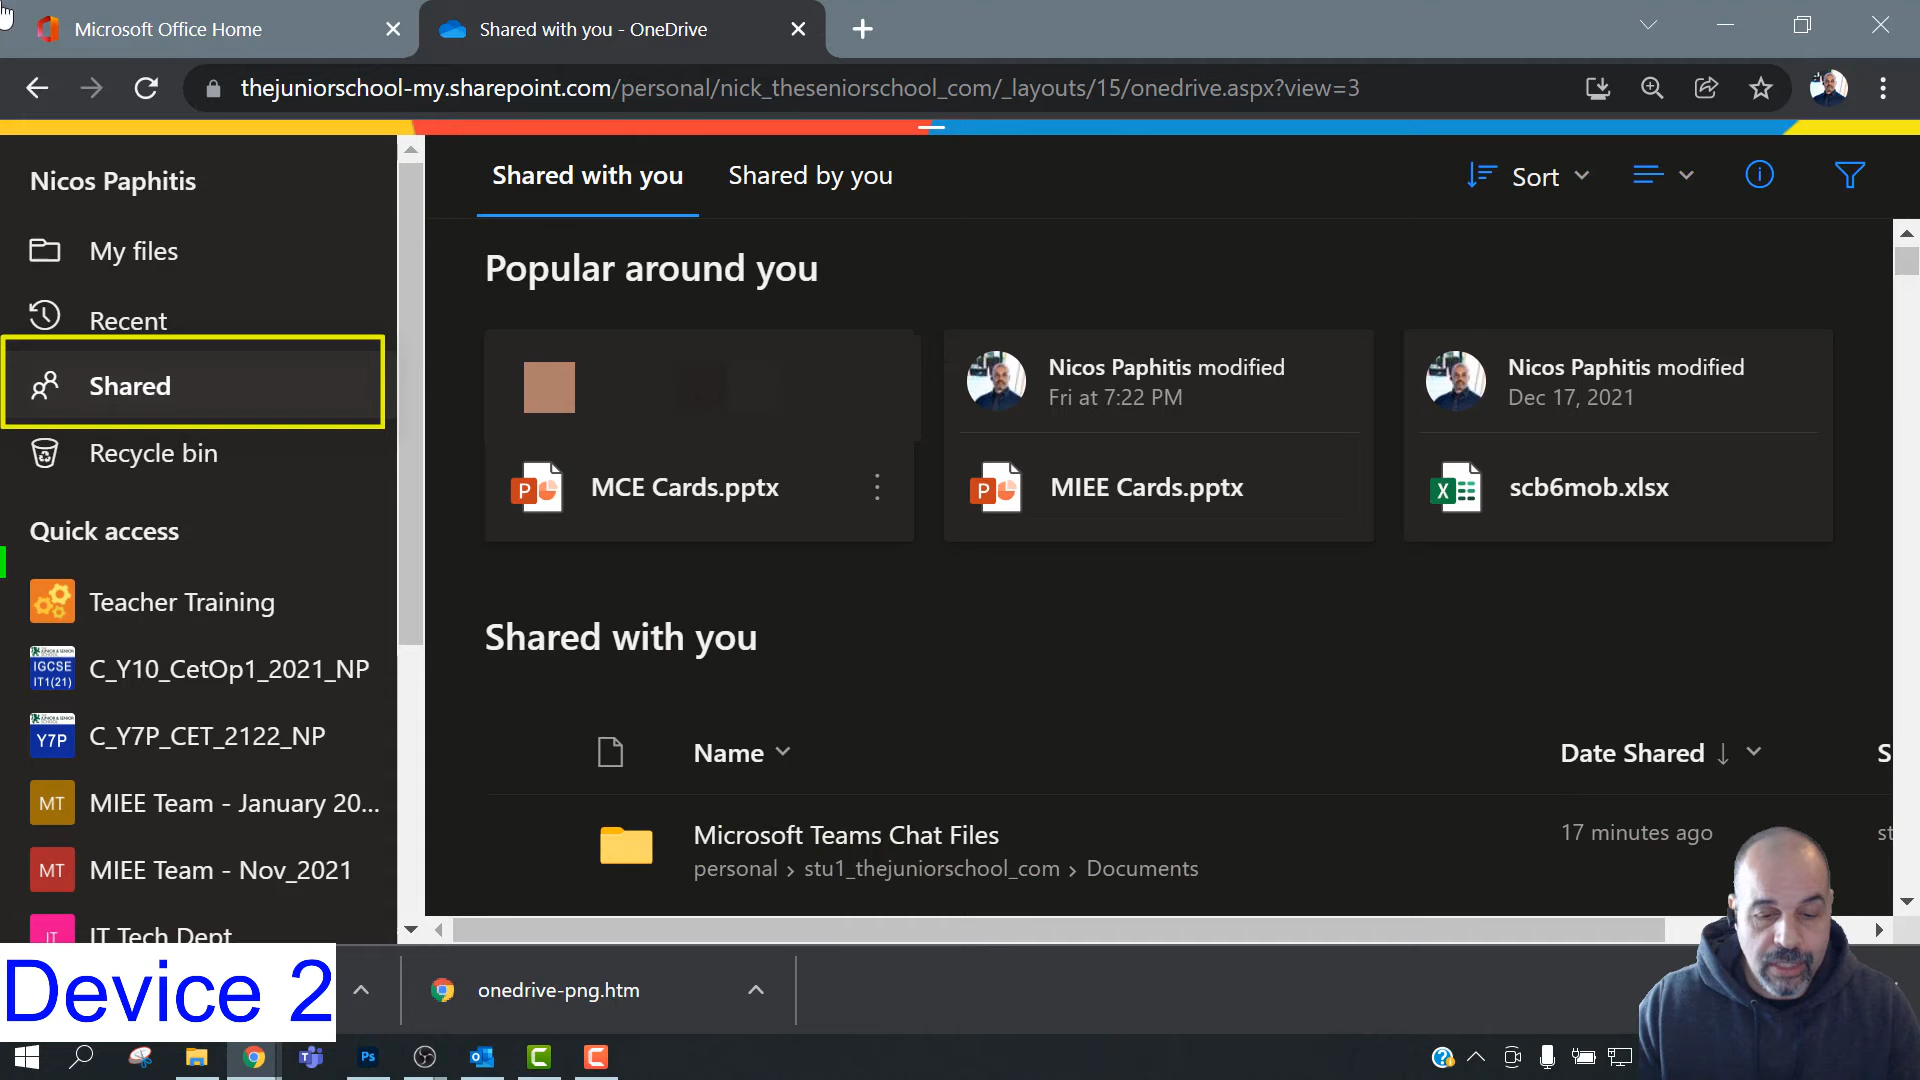 Microsoft Office Home
Shared with you - OneDrive
thejuniorschool-my.sharepoint.com/personal/nick_theseniorschool_com/_layouts/15/onedrive.aspx?view=3
Nicos Paphitis
My files
Recent
Shared
Recycle bin
Quick access
Teacher Training
IGCSE
IT1(21)
C_Y10_CetOp1_2021_NP
Y7P
C_Y7P_CET_2122_NP
MT
MIEE Team - January 20...
MT
MIEE Team - Nov_2021
IT
IT Tech Dept
Shared with you
Shared by you
Sort
Popular around you
Nicos Paphitis modified
Fri at 7:22 PM
Nicos Paphitis modified
Dec 17, 2021
P
MCE Cards.pptx
P
MIEE Cards.pptx
X
scb6mob.xlsx
Shared with you
Name
Date Shared
S
Microsoft Teams Chat Files
17 minutes ago
st
personal > stu1_thejuniorschool_com > Documents
Device 2
onedrive-png.htm
Ps